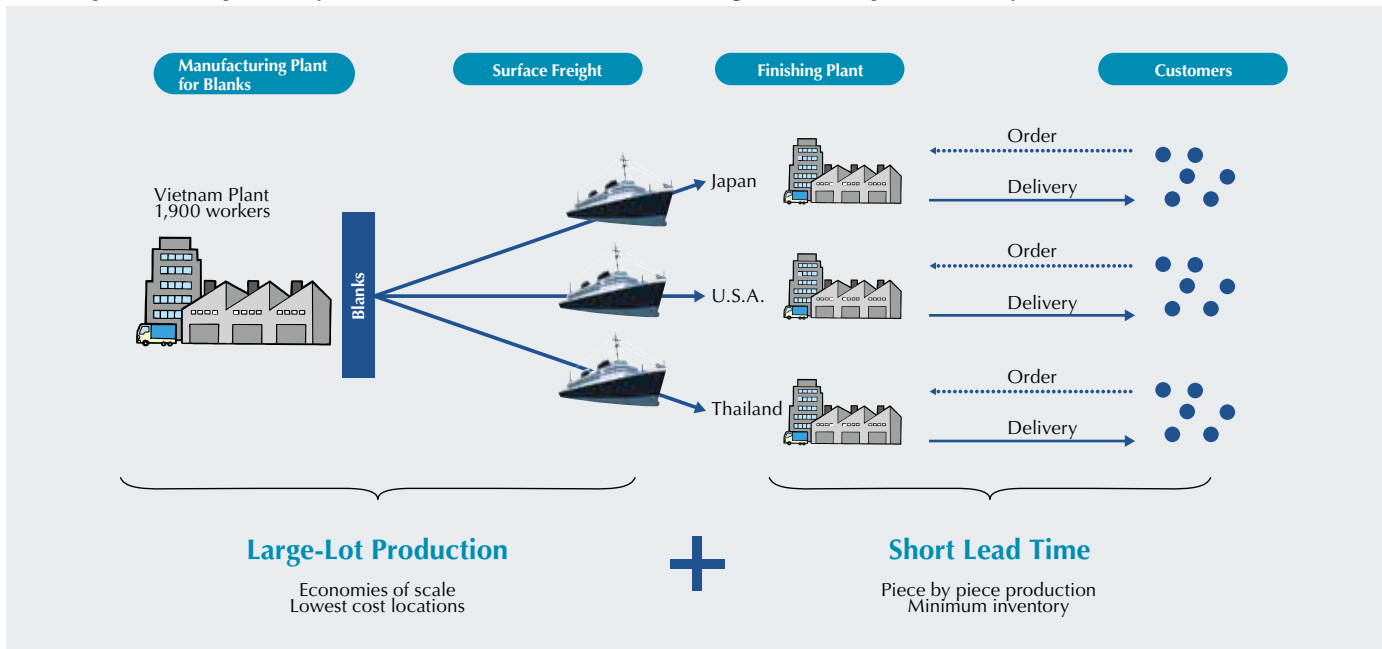 Manufacturing Plant
for Blanks
Surface Freight
Finishing Plant
Customers
Vietnam Plant
1,900 workers
Blanks
Japan
Order
Delivery
U.S.A.
Order
Delivery
Thailand
Order
Delivery
Large-Lot Production
Economies of scale
Lowest cost locations
+
Short Lead Time
Piece by piece production
Minimum inventory